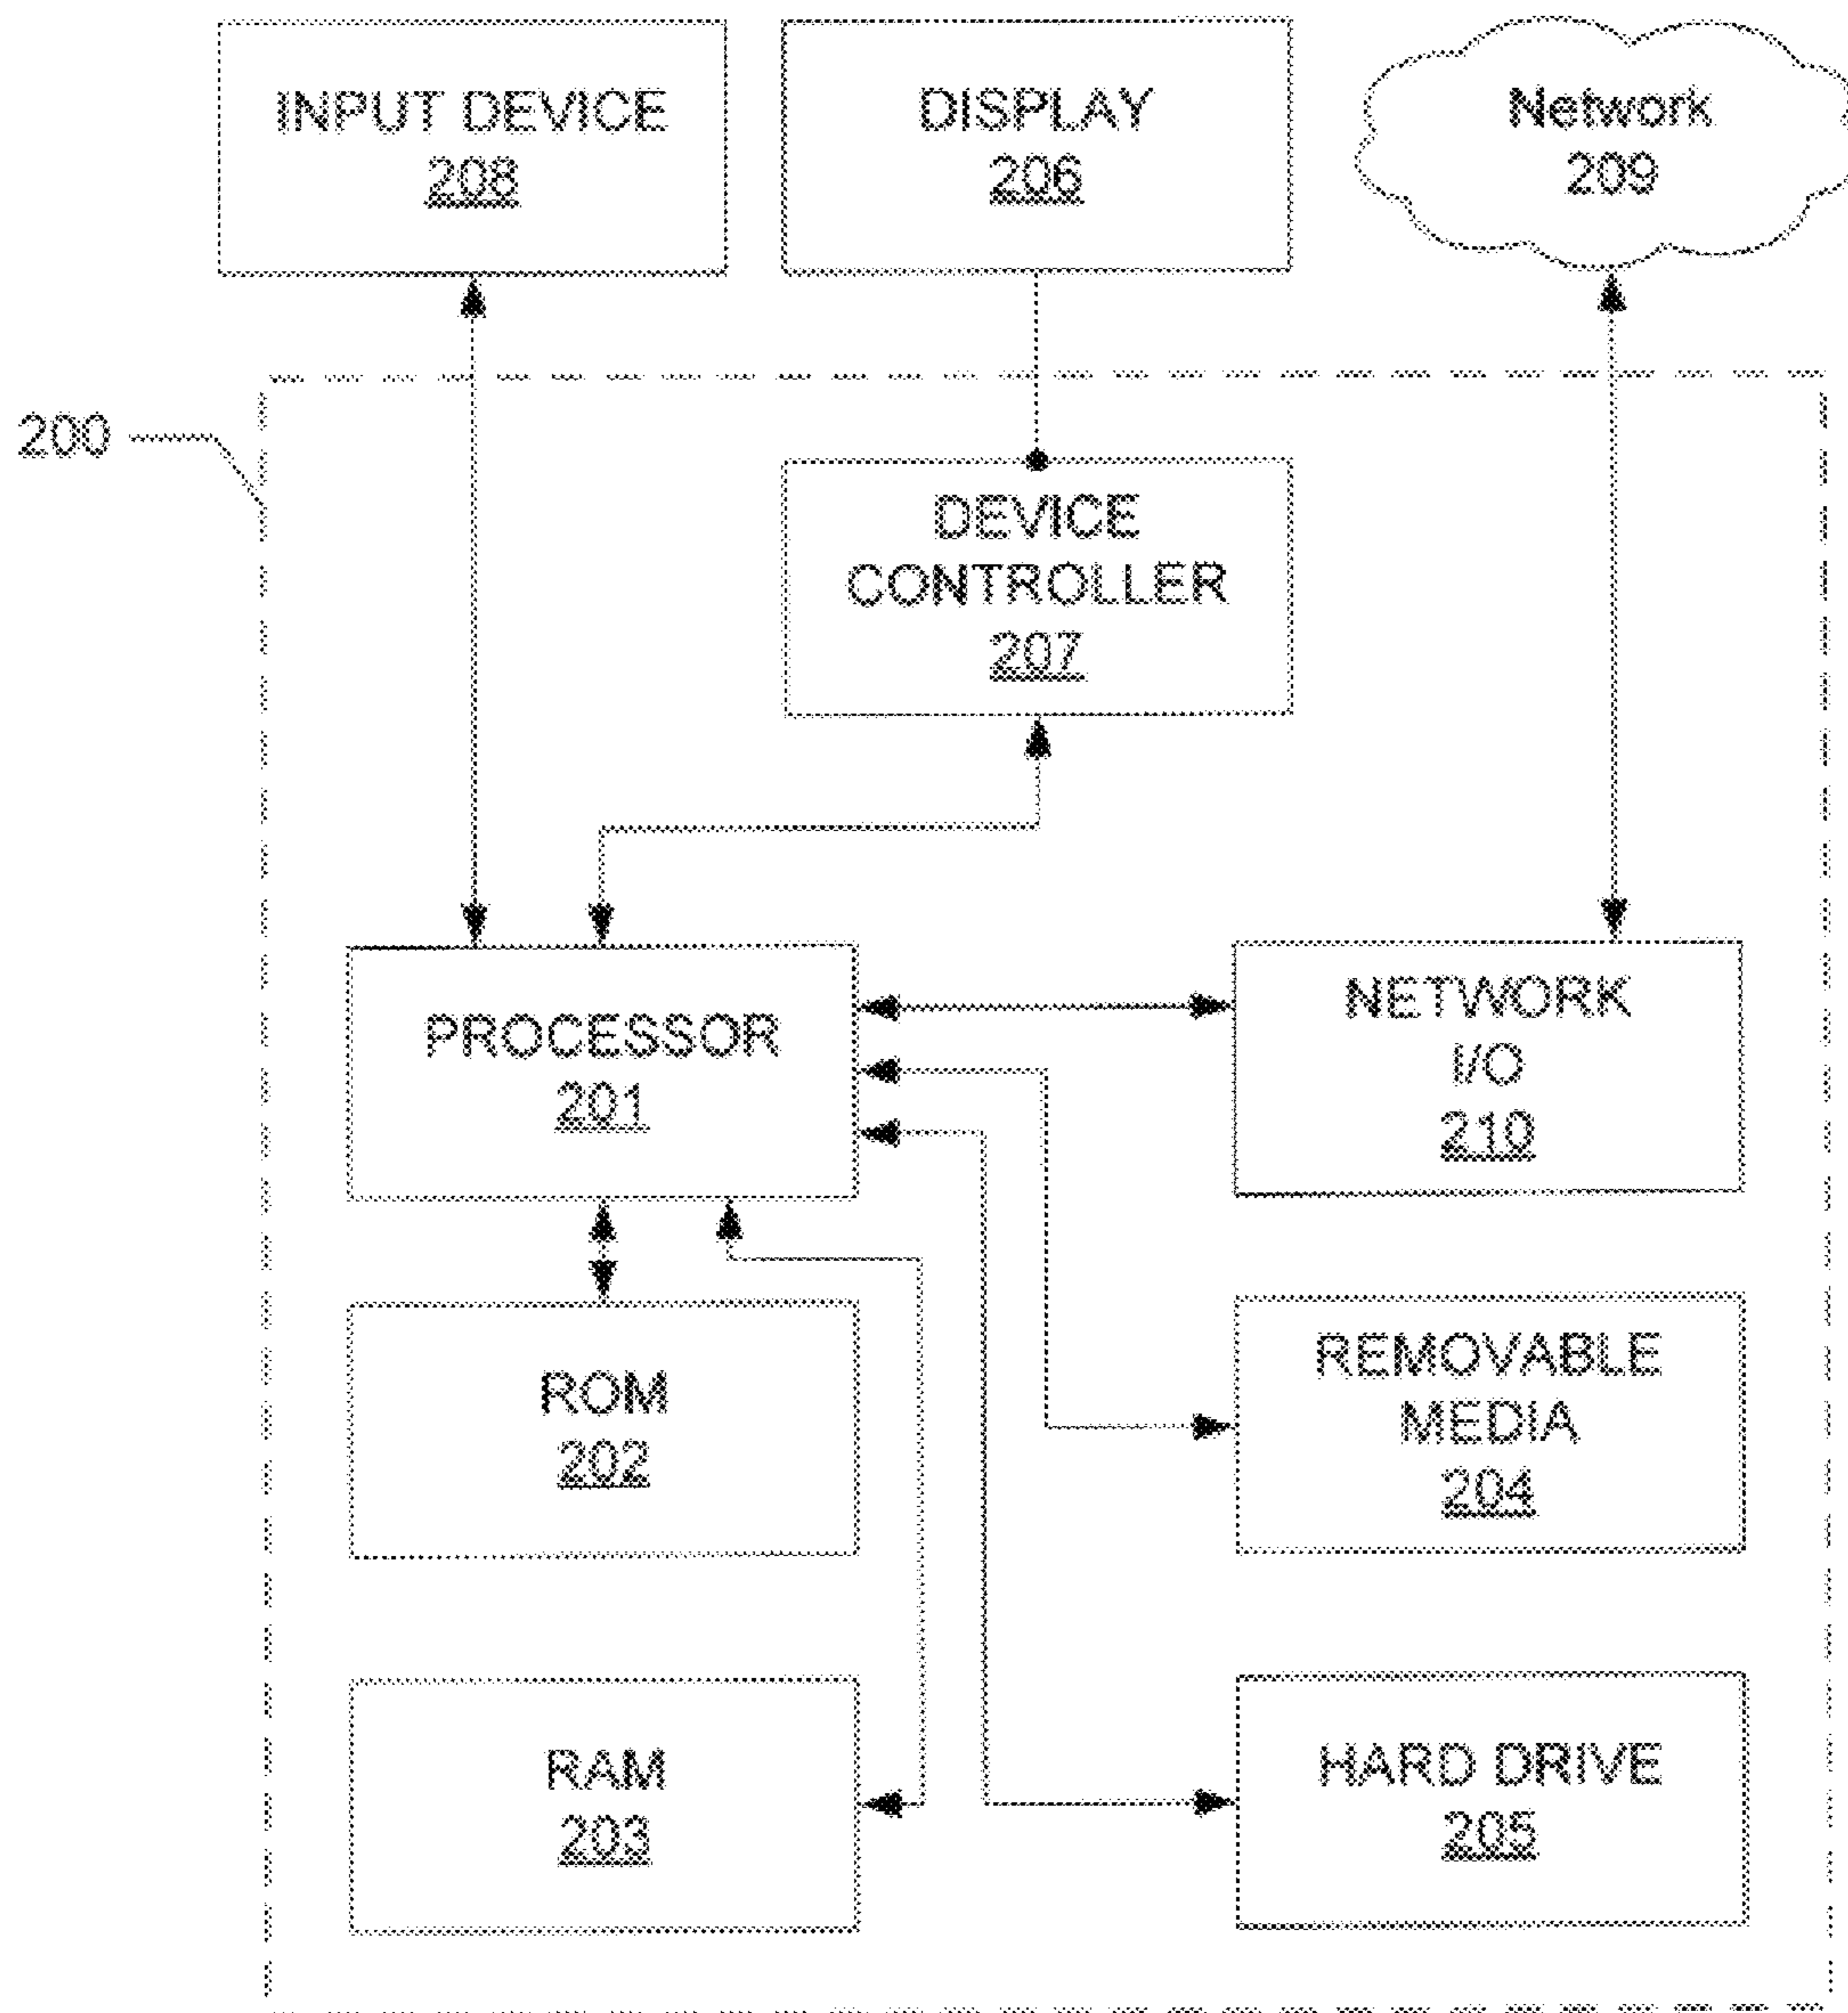 INPUT DEVICE
208
DISPLAY
206
Network
209
200
DEVICE
CONTROLLER
207
PROCESSOR
201
NETWORK
I/O
210
ROM
202
REMOVABLE
MEDIA
204
RAM
203
HARD DRIVE
205